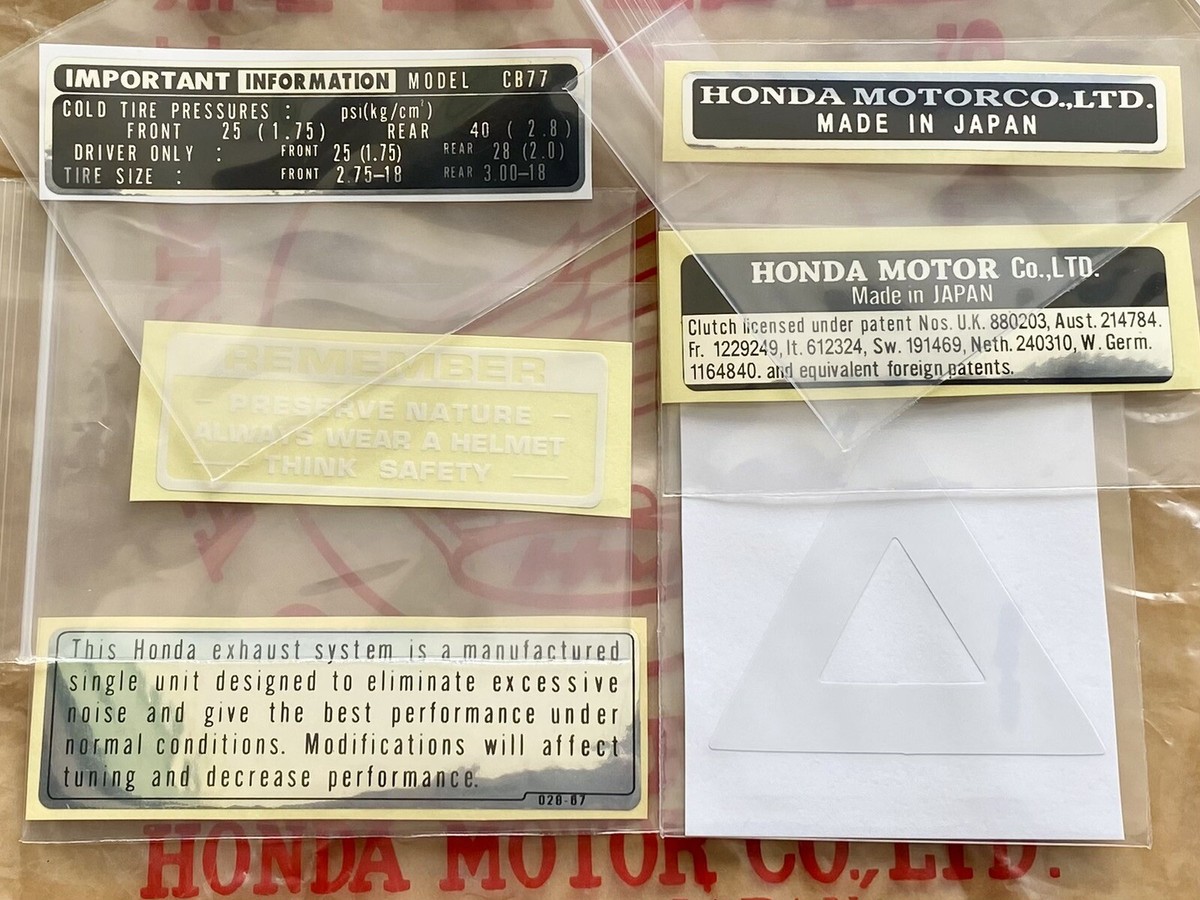 IMPORTANT INFORMATION MODEL CB77
COLD TIRE PRESSURES : psi(kg/cm²)
FRONT 25 (1.75) REAR 40 ( 2.8 )
DRIVER ONLY : FRONT 25 (1.75) REAR 28 (2.0)
TIRE SIZE : FRONT 2.75–18 REAR 3.00–18
HONDA MOTORCO.,LTD.
MADE IN JAPAN
HONDA MOTOR Co.,LTD.
Made in JAPAN
Clutch licensed under patent Nos. U.K. 880203, Aust. 214784.
Fr. 1229249, It. 612324, Sw. 191469, Neth. 240310, W. Germ.
1164840. and equivalent foreign patents.
REMEMBER
– PRESERVE NATURE –
ALWAYS WEAR A HELMET
— THINK SAFETY —
This Honda exhaust system is a manufactured
single unit designed to eliminate excessive
noise and give the best performance under
normal conditions. Modifications will affect
tuning and decrease performance.
028-67
HONDA MOTOR CO.,LTD.